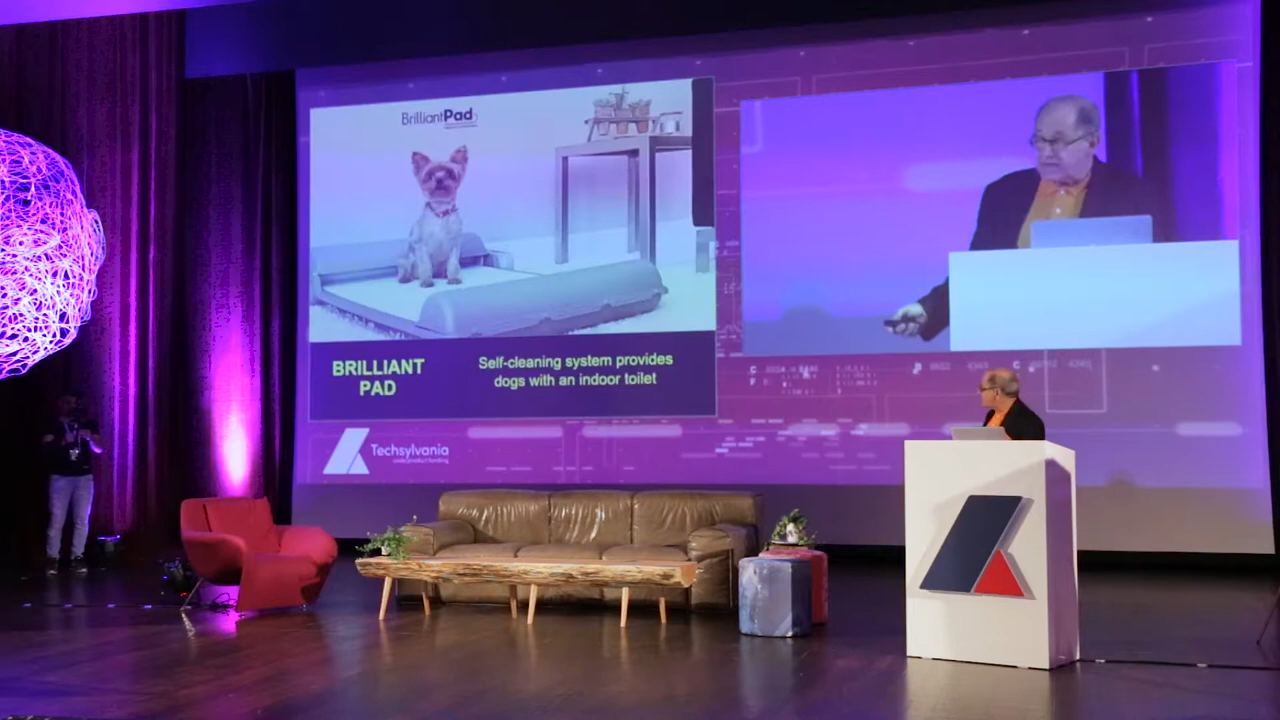 BrilliantPad
BRILLIANT
PAD
Self-cleaning system provides
dogs with an indoor toilet
Techsylvania